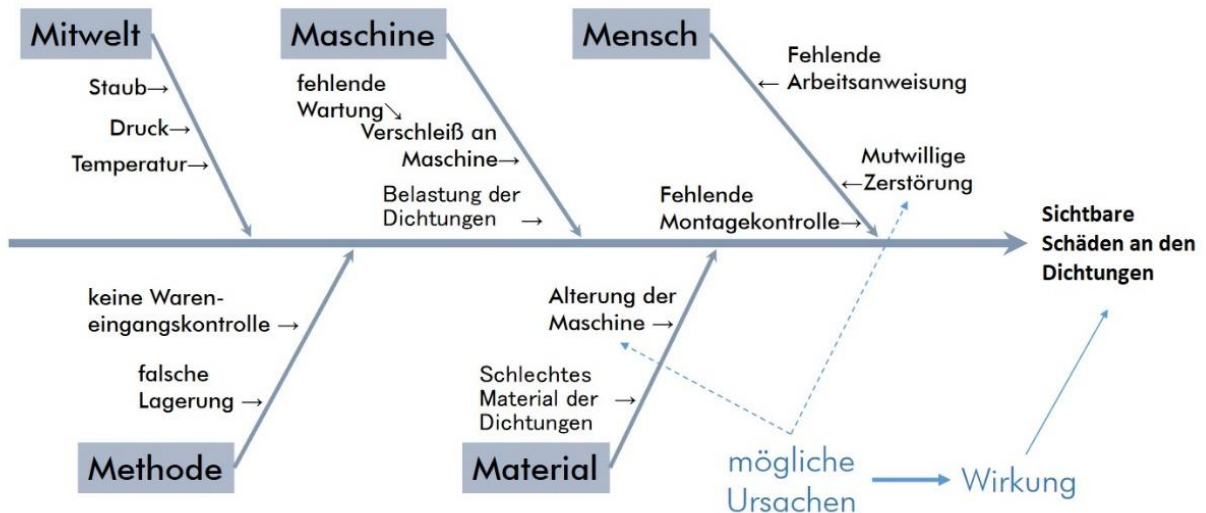 Mitwelt
Staub→
Druck→
Temperatur→
Maschine
fehlende
Wartung↘
Verschleiß an
Maschine→
Belastung der
Dichtungen →
Mensch
Fehlende
← Arbeitsanweisung
Mutwillige
←Zerstörung
Fehlende
Montagekontrolle→
Sichtbare
Schäden an den
Dichtungen
keine Waren-
eingangskontrolle →
falsche
Lagerung →
Methode
Alterung der
Maschine →
Schlechtes
Material der →
Dichtungen
Material
mögliche
Ursachen
Wirkung